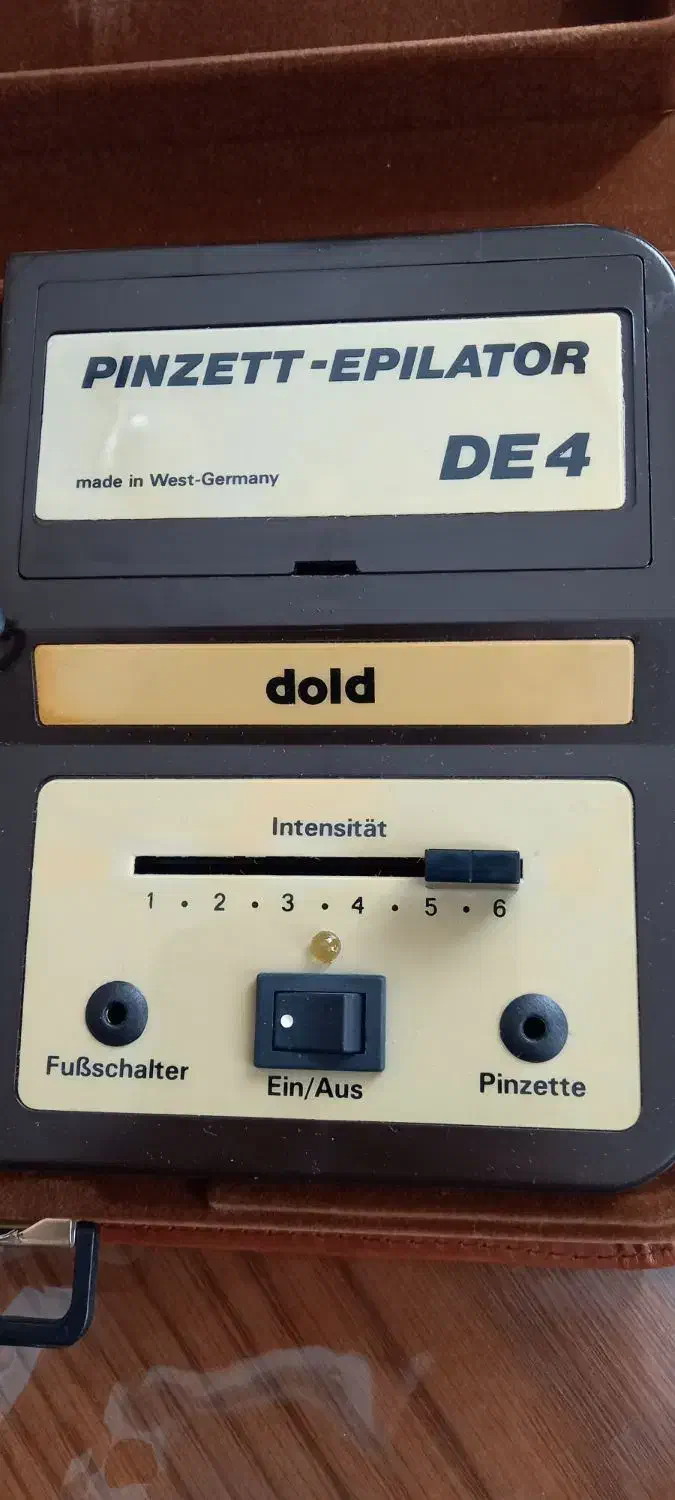 PINZETT-EPILATOR
DE4
made in West-Germany
dold
Intensität
1 • 2 • 3 • 4 • 5 • 6
Fußschalter
Ein/Aus
Pinzette